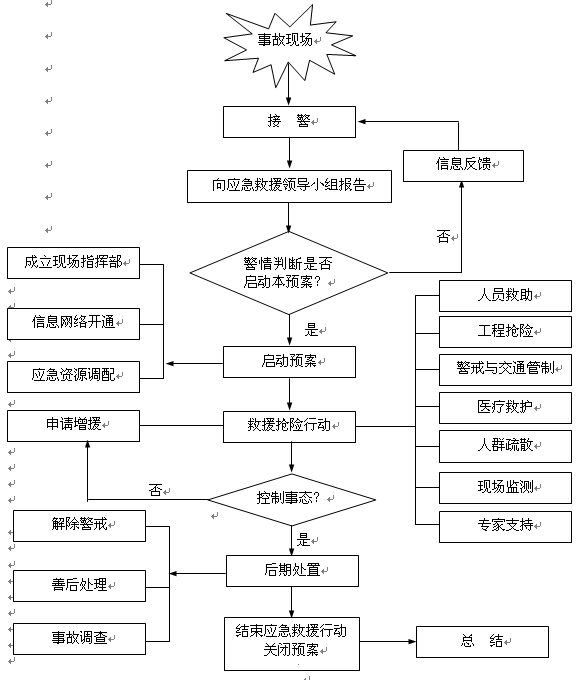 事故现场
接 警
信息反馈
向应急救援领导小组报告
否
警情判断是否
启动本预案？
成立现场指挥部
信息网络开通
应急资源调配
是
启动预案
人员救助
工程抢险
警戒与交通管制
医疗救护
人群疏散
现场监测
专家支持
申请增援
救援抢险行动
否
控制事态？
是
解除警戒
善后处理
事故调查
后期处置
结束应急救援行动
关闭预案
总 结